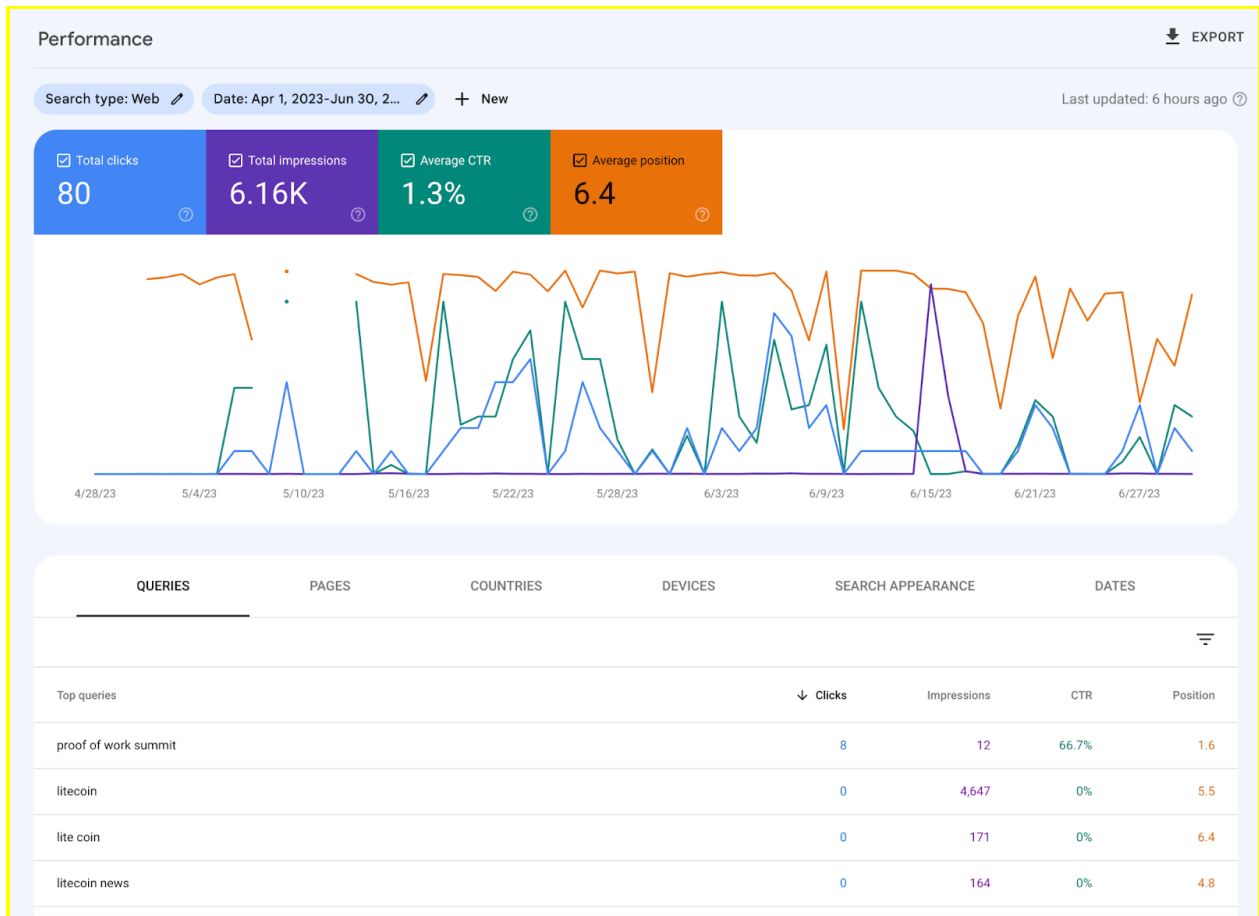 Performance
EXPORT
Search type: Web
Date: Apr 1, 2023-Jun 30, 2...
New
Last updated: 6 hours ago
Total clicks
80
Total impressions
6.16K
Average CTR
1.3%
Average position
6.4
4/28/23 5/4/23 5/10/23 5/16/23 5/22/23 5/28/23 6/3/23 6/9/23 6/15/23 6/21/23 6/27/23
QUERIES PAGES COUNTRIES DEVICES SEARCH APPEARANCE DATES
Top queries Clicks Impressions CTR Position
proof of work summit 8 12 66.7% 1.6
litecoin 0 4,647 0% 5.5
lite coin 0 171 0% 6.4
litecoin news 0 164 0% 4.8